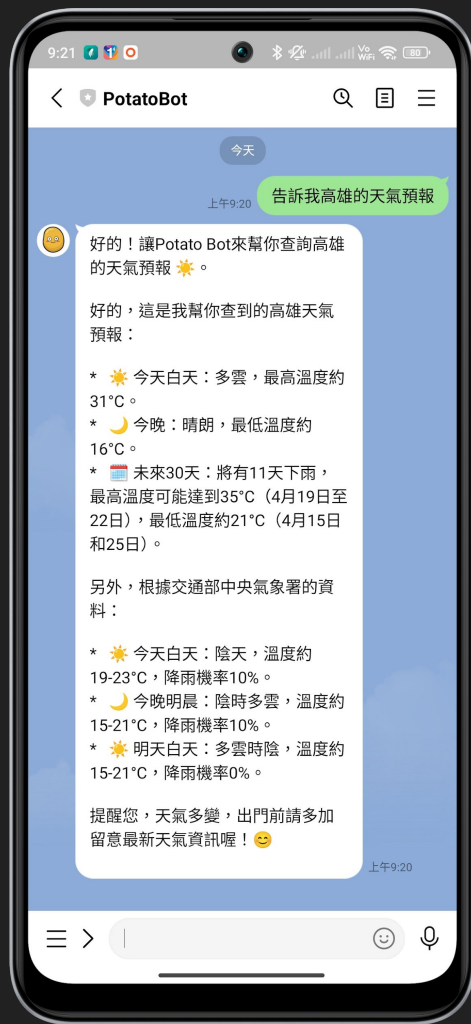 9:21
Vo
WiFi
80
PotatoBot
今天
上午9:20
告訴我高雄的天氣預報
好的！讓Potato Bot來幫你查詢高雄
的天氣預報 ☀️。
好的，這是我幫你查到的高雄天氣
預報：
* ☀️ 今天白天：多雲，最高溫度約
31°C。
* 🌙 今晚：晴朗，最低溫度約
16°C。
* 🗓️ 未來30天：將有11天下雨，
最高溫度可能達到35°C（4月19日至
22日），最低溫度約21°C（4月15日
和25日）。
另外，根據交通部中央氣象署的資
料：
* ☀️ 今天白天：陰天，溫度約
19-23°C，降雨機率10%。
* 🌙 今晚明晨：陰時多雲，溫度約
15-21°C，降雨機率10%。
* ☀️ 明天白天：多雲時陰，溫度約
15-21°C，降雨機率0%。
提醒您，天氣多變，出門前請多加
留意最新天氣資訊喔！😊
上午9:20